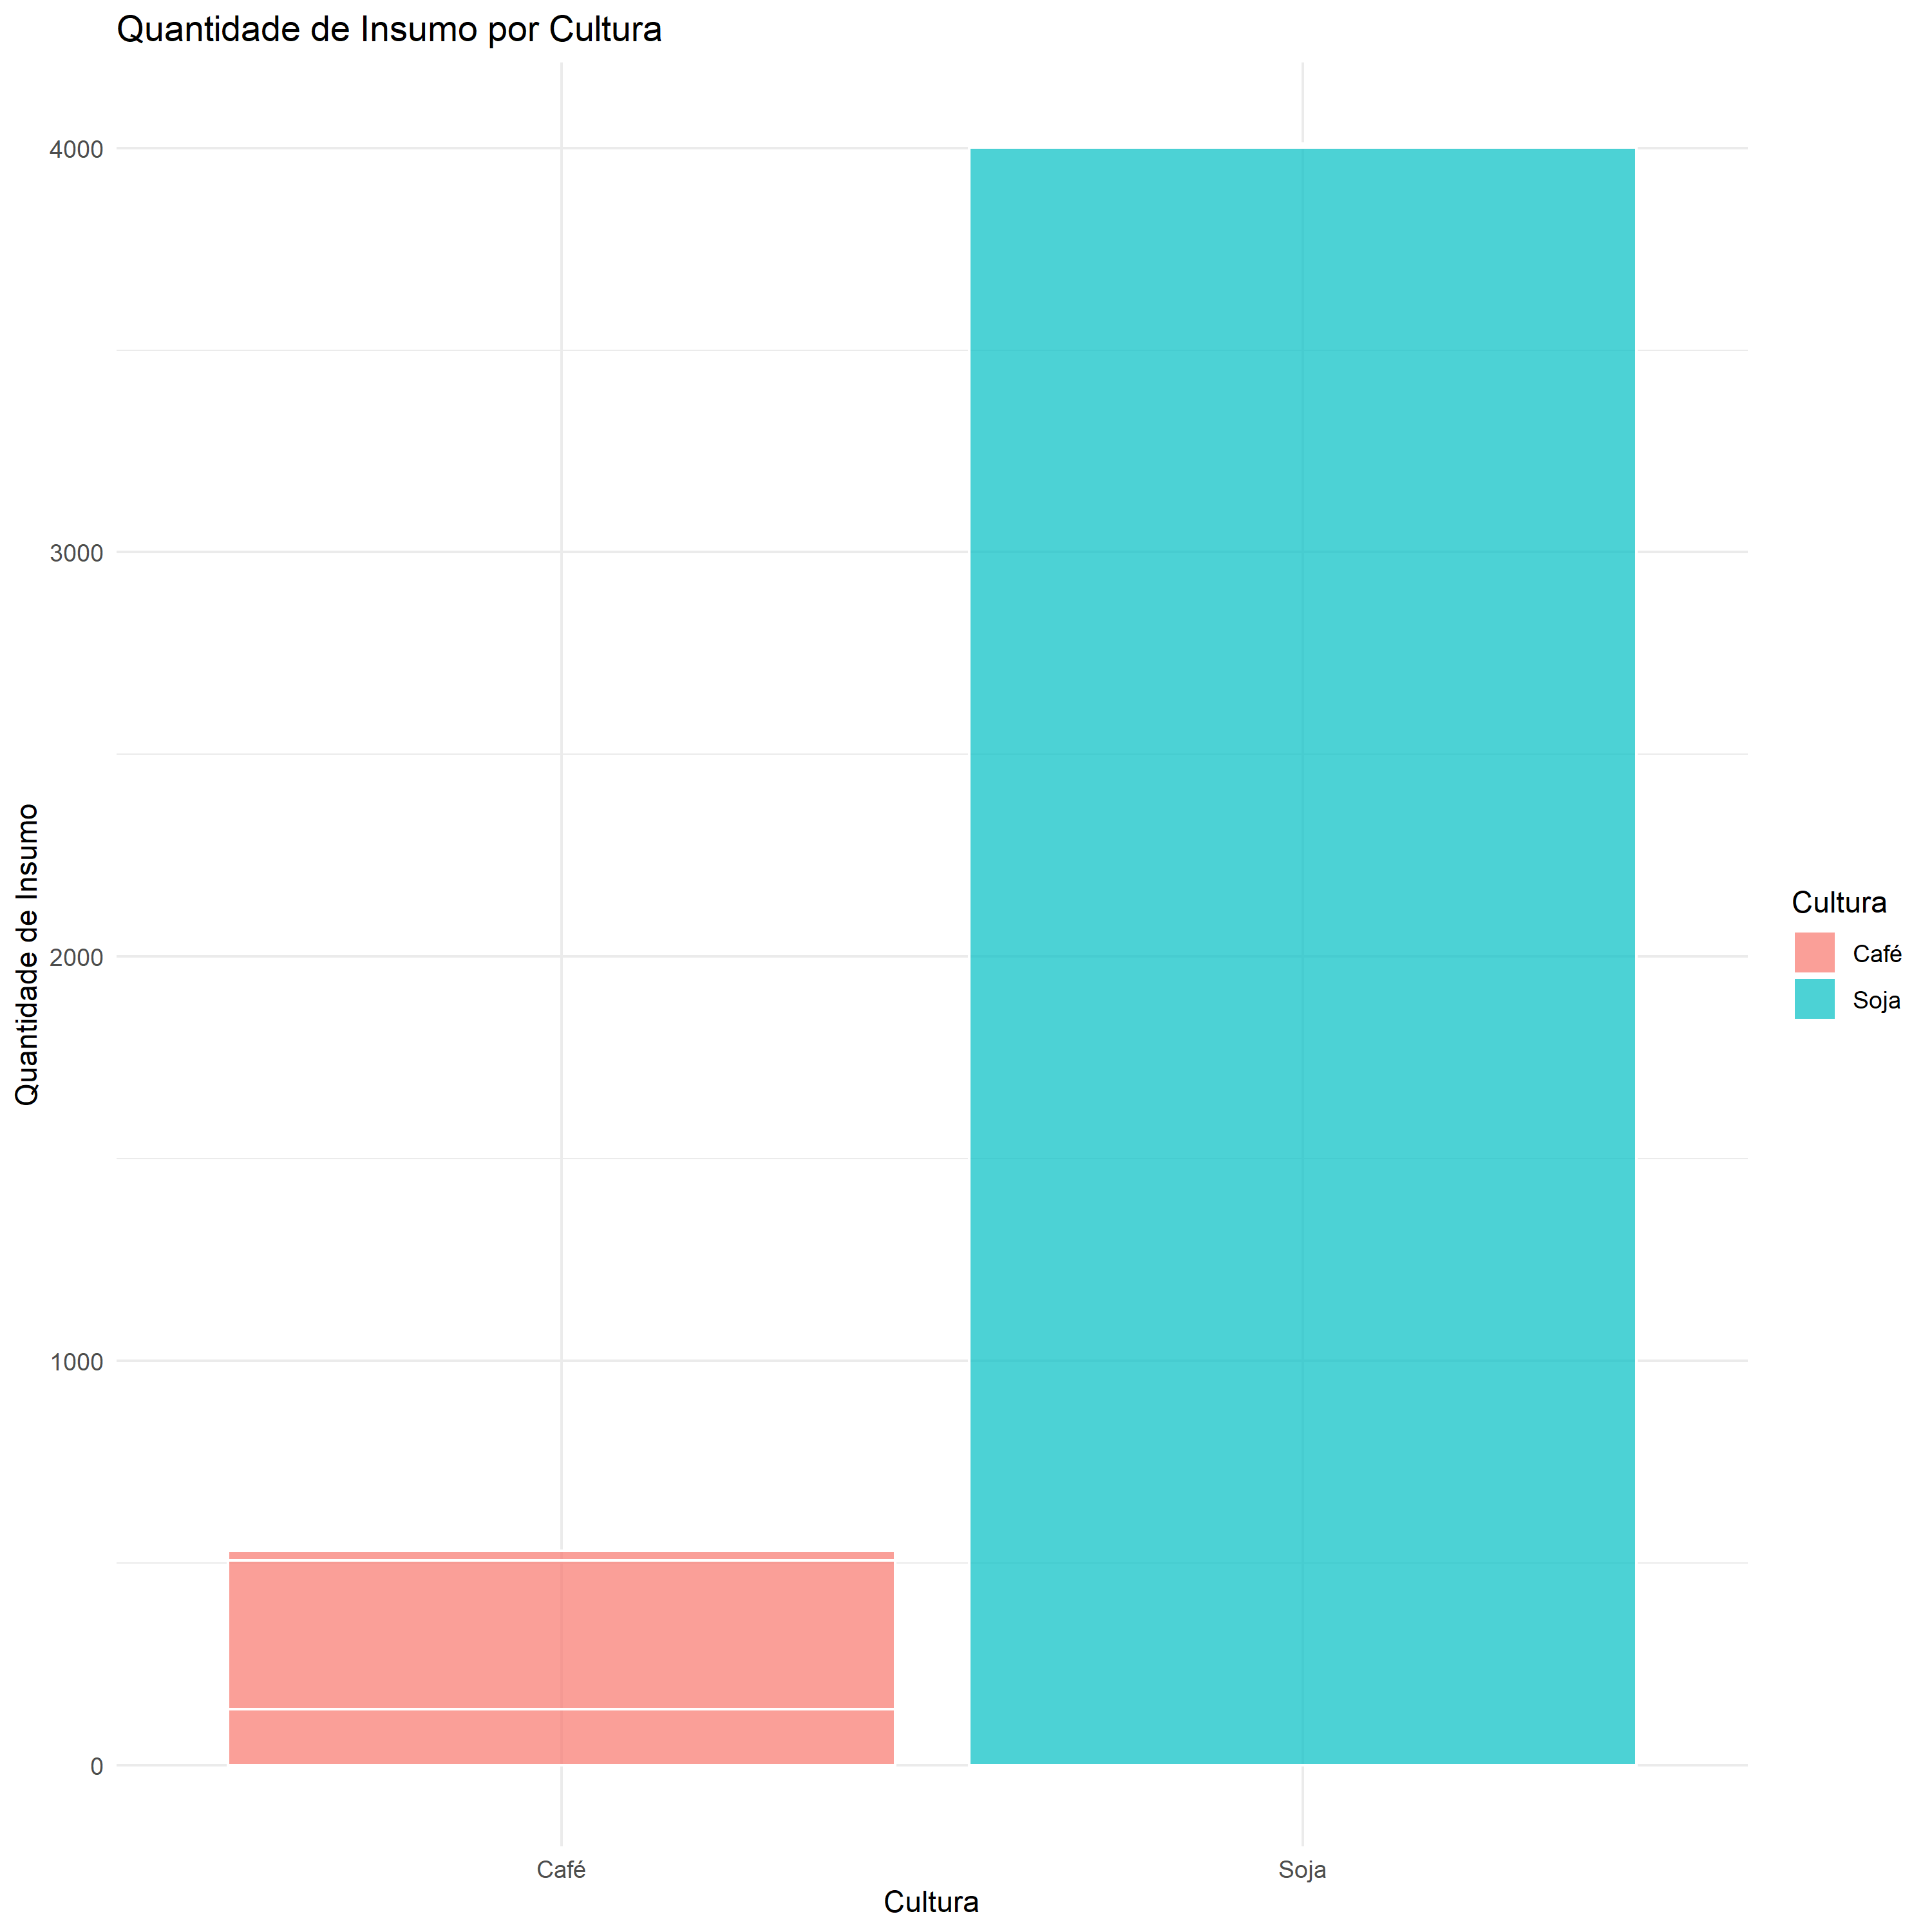 Quantidade de Insumo por Cultura
Quantidade de Insumo
4000
3000
2000
1000
0
Café
Soja
Cultura
Cultura
Café
Soja